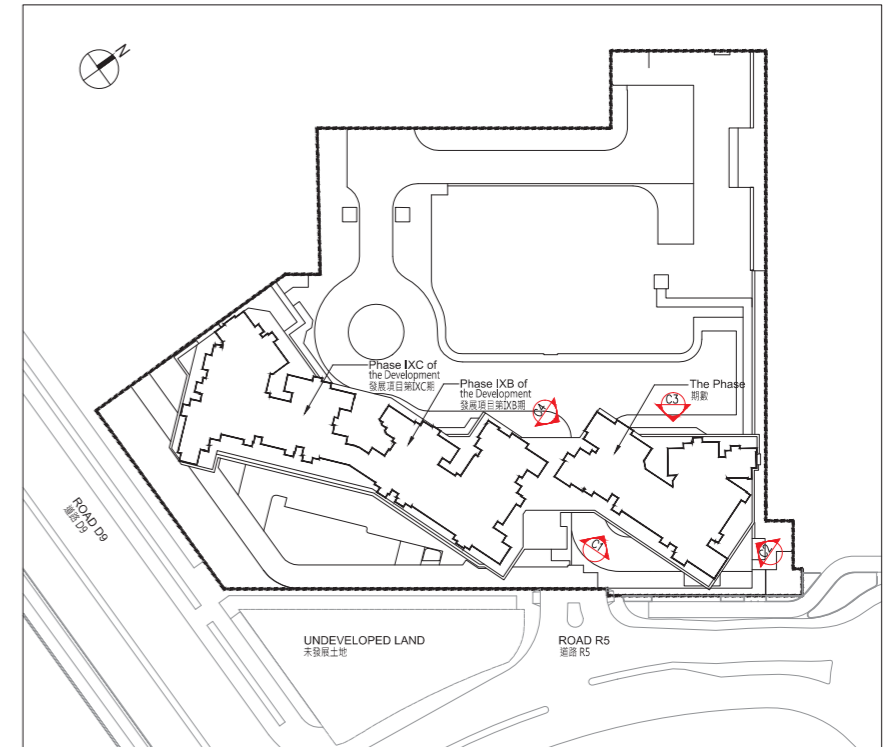 N
Phase IXC of
the Development
發展項目第IXC期
Phase IXB of
the Development
發展項目第IXB期
The Phase
期數
C4
C3
C1
C2
ROAD D9
道路 D9
UNDEVELOPED LAND
未發展土地
ROAD R5
道路 R5